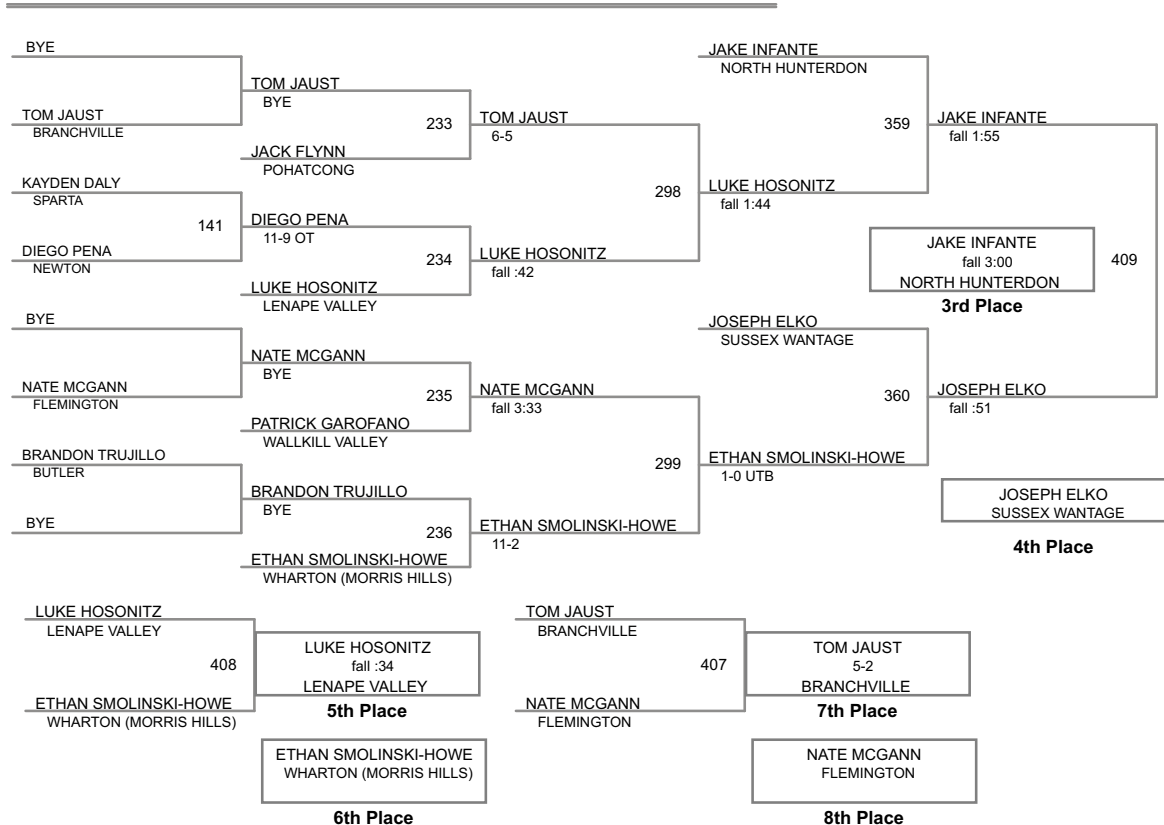 BYE
TOM JAUST
BRANCHVILLE
KAYDEN DALY
SPARTA
141
DIEGO PENA
NEWTON
BYE
NATE MCGANN
FLEMINGTON
BRANDON TRUJILLO
BUTLER
BYE
TOM JAUST
BYE
233
JACK FLYNN
POHATCONG
DIEGO PENA
11-9 OT
234
LUKE HOSONITZ
LENAPE VALLEY
NATE MCGANN
BYE
235
PATRICK GAROFANO
WALLKILL VALLEY
BRANDON TRUJILLO
BYE
236
ETHAN SMOLINSKI-HOWE
WHARTON (MORRIS HILLS)
TOM JAUST
6-5
298
LUKE HOSONITZ
fall :42
NATE MCGANN
fall 3:33
299
ETHAN SMOLINSKI-HOWE
11-2
JAKE INFANTE
NORTH HUNTERDON
359
LUKE HOSONITZ
fall 1:44
JOSEPH ELKO
SUSSEX WANTAGE
360
ETHAN SMOLINSKI-HOWE
1-0 UTB
JAKE INFANTE
fall 1:55
409
JOSEPH ELKO
fall :51
JAKE INFANTE
fall 3:00
NORTH HUNTERDON
3rd Place
JOSEPH ELKO
SUSSEX WANTAGE
4th Place
LUKE HOSONITZ
LENAPE VALLEY
408
ETHAN SMOLINSKI-HOWE
WHARTON (MORRIS HILLS)
LUKE HOSONITZ
fall :34
LENAPE VALLEY
5th Place
ETHAN SMOLINSKI-HOWE
WHARTON (MORRIS HILLS)
6th Place
TOM JAUST
BRANCHVILLE
407
NATE MCGANN
FLEMINGTON
TOM JAUST
5-2
BRANCHVILLE
7th Place
NATE MCGANN
FLEMINGTON
8th Place